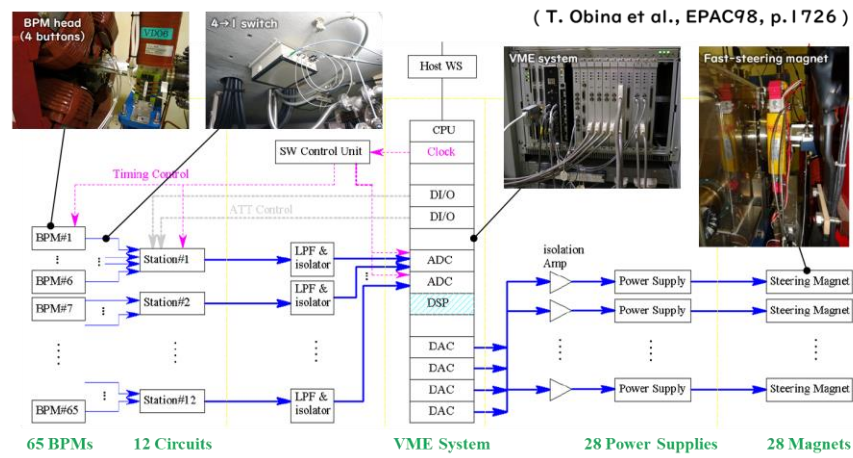 ( T. Obina et al., EPAC98, p.1726 )
BPM head
(4 buttons)
VD06
4→1 switch
VME system
Fast-steering magnet
Host WS
CPU
Clock
SW Control Unit
Timing Control
DI/O
DI/O
ATT Control
BPM#1
...
BPM#6
BPM#7
...
BPM#65
Station#1
Station#2
Station#12
LPF &
isolator
LPF &
isolator
LPF &
isolator
ADC
ADC
DSP
DAC
DAC
DAC
DAC
isolation
Amp
Power Supply
Power Supply
Power Supply
Steering Magnet
Steering Magnet
Steering Magnet
65 BPMs
12 Circuits
VME System
28 Power Supplies
28 Magnets